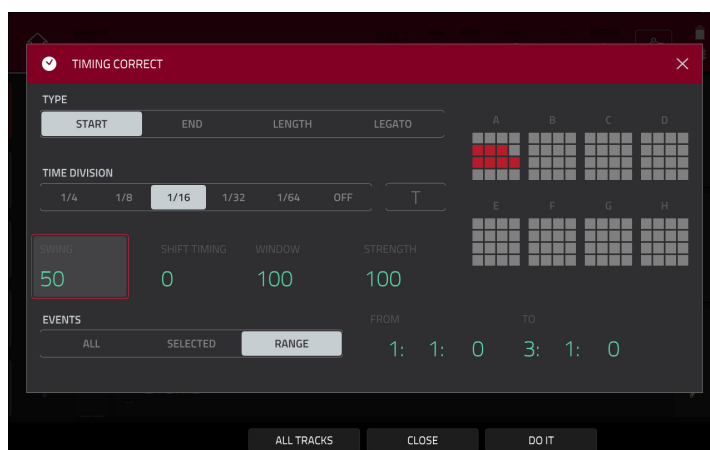 TIMING CORRECT
TYPE
START END LENGTH LEGATO
A B C D
TIME DIVISION
1/4 1/8 1/16 1/32 1/64 OFF T
E F G H
SWING SHIFT TIMING WINDOW STRENGTH
50 0 100 100
EVENTS FROM TO
ALL SELECTED RANGE 1: 1: 0 3: 1: 0
ALL TRACKS CLOSE DO IT